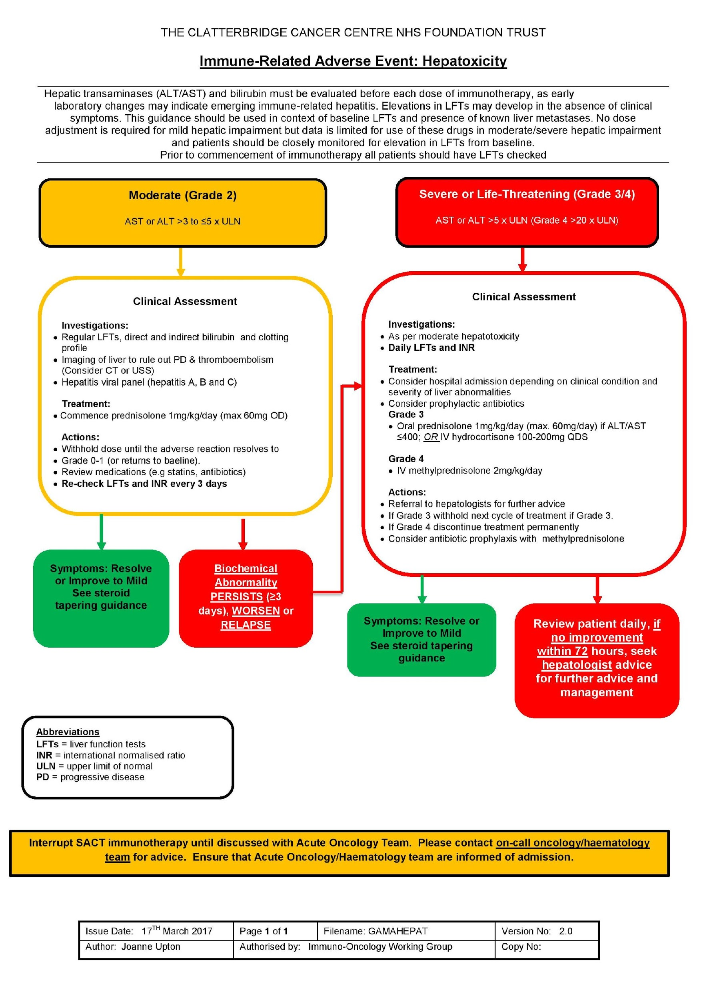 THE CLATTERBRIDGE CANCER CENTRE NHS FOUNDATION TRUST
Immune-Related Adverse Event: Hepatoxicity
Hepatic transaminases (ALT/AST) and bilirubin must be evaluated before each dose of immunotherapy, as early
laboratory changes may indicate emerging immune-related hepatitis. Elevations in LFTs may develop in the absence of clinical
symptoms. This guidance should be used in context of baseline LFTs and presence of known liver metastases. No dose
adjustment is required for mild hepatic impairment but data is limited for use of these drugs in moderate/severe hepatic impairment
and patients should be closely monitored for elevation in LFTs from baseline.
Prior to commencement of immunotherapy all patients should have LFTs checked
Moderate (Grade 2)
AST or ALT >3 to ≤5 x ULN
Clinical Assessment
Investigations:
• Regular LFTs, direct and indirect bilirubin and clotting
profile
• Imaging of liver to rule out PD & thromboembolism
(Consider CT or USS)
• Hepatitis viral panel (hepatitis A, B and C)
Treatment:
• Commence prednisolone 1mg/kg/day (max 60mg OD)
Actions:
• Withhold dose until the adverse reaction resolves to
• Grade 0-1 (or returns to baeline).
• Review medications (e.g statins, antibiotics)
• Re-check LFTs and INR every 3 days
Symptoms: Resolve
or Improve to Mild
See steroid
tapering guidance
Biochemical
Abnormality
PERSISTS (≥3
days), WORSEN or
RELAPSE
Severe or Life-Threatening (Grade 3/4)
AST or ALT >5 x ULN (Grade 4 >20 x ULN)
Clinical Assessment
Investigations:
• As per moderate hepatotoxicity
• Daily LFTs and INR
Treatment:
• Consider hospital admission depending on clinical condition and
severity of liver abnormalities
• Consider prophylactic antibiotics
Grade 3
• Oral prednisolone 1mg/kg/day (max. 60mg/day) if ALT/AST
≤400; OR IV hydrocortisone 100-200mg QDS
Grade 4
• IV methylprednisolone 2mg/kg/day
Actions:
• Referral to hepatologists for further advice
• If Grade 3 withhold next cycle of treatment if Grade 3.
• If Grade 4 discontinue treatment permanently
• Consider antibiotic prophylaxis with methylprednisolone
Symptoms: Resolve or
Improve to Mild
See steroid tapering
guidance
Review patient daily, if
no improvement
within 72 hours, seek
hepatologist advice
for further advice and
management
Abbreviations
LFTs = liver function tests
INR = international normalised ratio
ULN = upper limit of normal
PD = progressive disease
Interrupt SACT immunotherapy until discussed with Acute Oncology Team. Please contact on-call oncology/haematology
team for advice. Ensure that Acute Oncology/Haematology team are informed of admission.
Issue Date: 17TH March 2017 Page 1 of 1 Filename: GAMAHEPAT Version No: 2.0
Author: Joanne Upton Authorised by: Immuno-Oncology Working Group Copy No: